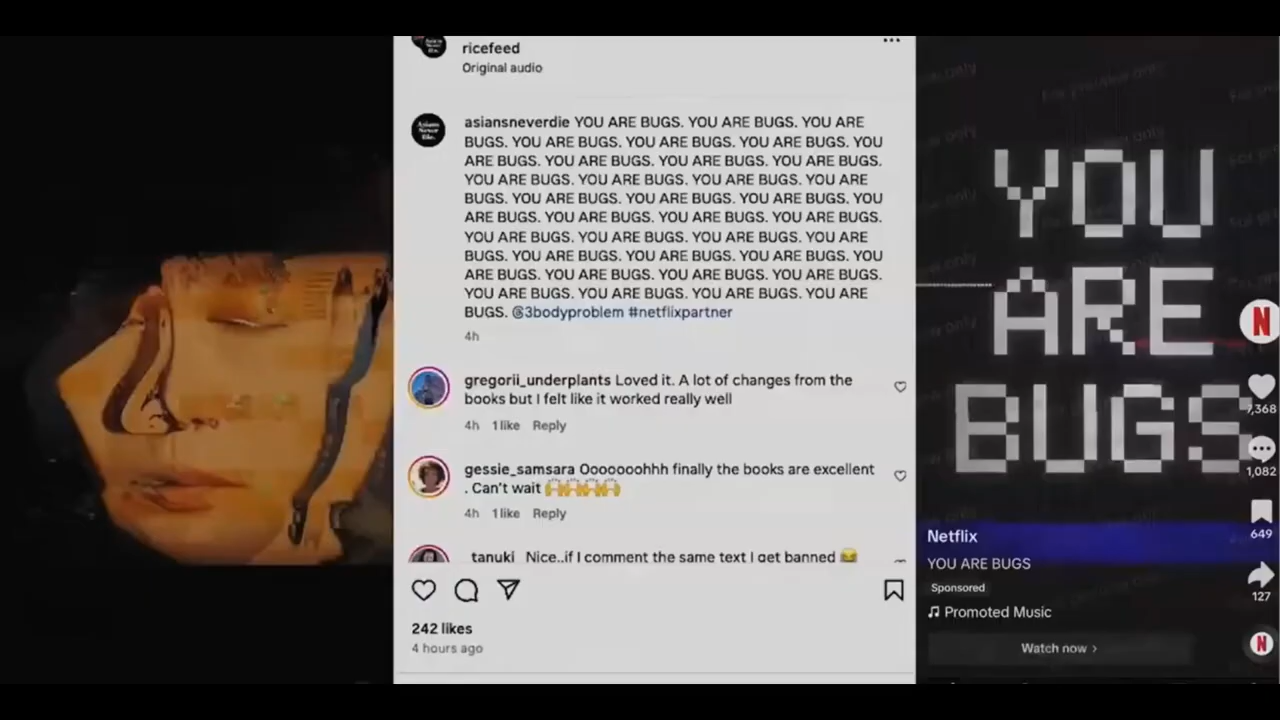 ricefeed
Original audio
Asians
Never
Die.
asiansneverdie YOU ARE BUGS. YOU ARE BUGS. YOU ARE
BUGS. YOU ARE BUGS. YOU ARE BUGS. YOU ARE BUGS. YOU
ARE BUGS. YOU ARE BUGS. YOU ARE BUGS. YOU ARE BUGS.
YOU ARE BUGS. YOU ARE BUGS. YOU ARE BUGS. YOU ARE
BUGS. YOU ARE BUGS. YOU ARE BUGS. YOU ARE BUGS. YOU
ARE BUGS. YOU ARE BUGS. YOU ARE BUGS. YOU ARE BUGS.
YOU ARE BUGS. YOU ARE BUGS. YOU ARE BUGS. YOU ARE
BUGS. YOU ARE BUGS. YOU ARE BUGS. YOU ARE BUGS. YOU
ARE BUGS. YOU ARE BUGS. YOU ARE BUGS. YOU ARE BUGS.
YOU ARE BUGS. YOU ARE BUGS. YOU ARE BUGS. YOU ARE
BUGS. @3bodyproblem #netflixpartner
4h
gregorii_underplants Loved it. A lot of changes from the
books but I felt like it worked really well
4h 1 like Reply
gessie_samsara Ooooooohhh finally the books are excellent
. Can't wait 🙌🙌🙌🙌
4h 1 like Reply
_tanuki_ Nice..if I comment the same text I get banned 😂
242 likes
4 hours ago
YOU
ARE
BUGS
N
7,368
1,082
649
127
Netflix
YOU ARE BUGS
Sponsored
Promoted Music
Watch now >
N